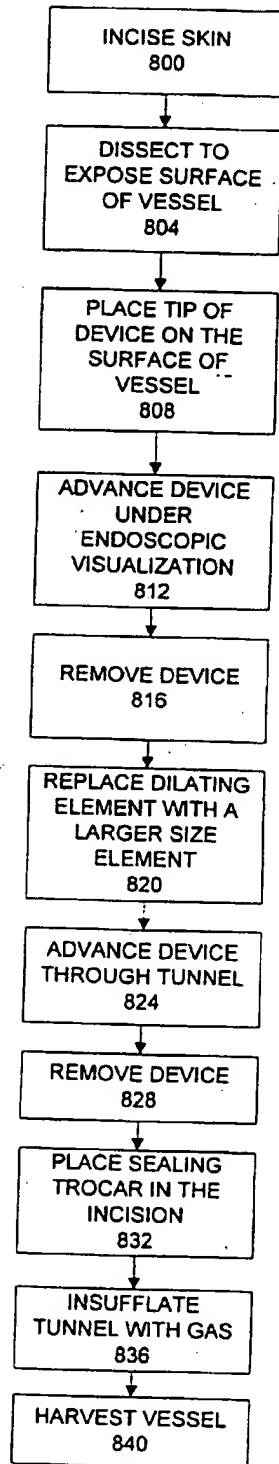 INCISE SKIN
800
DISSECT TO
EXPOSE SURFACE
OF VESSEL
804
PLACE TIP OF
DEVICE ON THE
SURFACE OF
VESSEL
808
ADVANCE DEVICE
UNDER
ENDOSCOPIC
VISUALIZATION
812
REMOVE DEVICE
816
REPLACE DILATING
ELEMENT WITH A
LARGER SIZE
ELEMENT
820
ADVANCE DEVICE
THROUGH TUNNEL
824
REMOVE DEVICE
828
PLACE SEALING
TROCAR IN THE
INCISION
832
INSUFFLATE
TUNNEL WITH GAS
836
HARVEST VESSEL
840